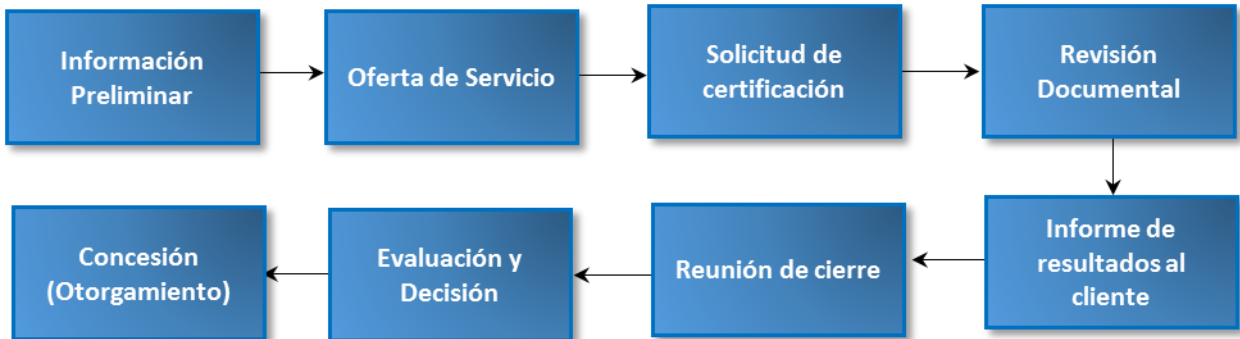 Información
Preliminar
Oferta de Servicio
Solicitud de
certificación
Revisión
Documental
Informe de
resultados al
cliente
Reunión de cierre
Evaluación y
Decisión
Concesión
(Otorgamiento)